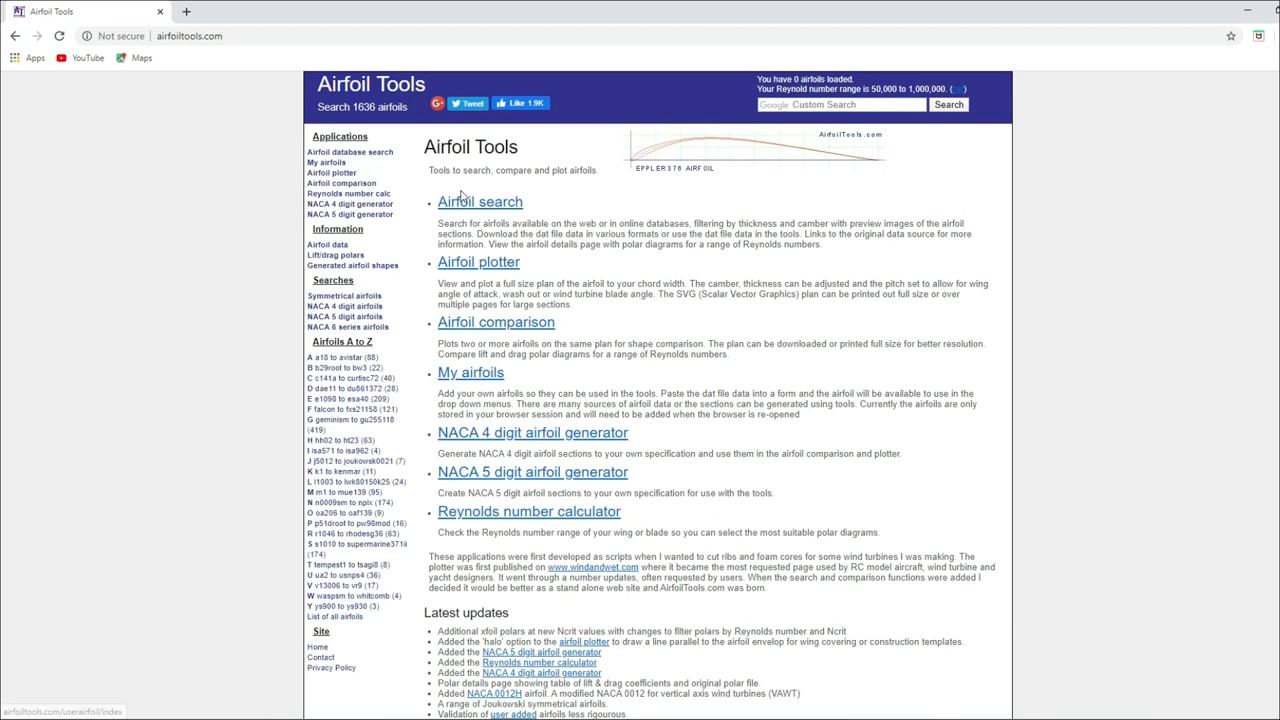 Airfoil Tools
Not secure
airfoiltools.com
Apps
YouTube
Maps
Airfoil Tools
Search 1636 airfoils
Tweet
Like 1.9K
You have 0 airfoils loaded.
Your Reynold number range is 50,000 to 1,000,000. (
)
Google Custom Search
Search
Applications
Airfoil database search
My airfoils
Airfoil plotter
Airfoil comparison
Reynolds number calc
NACA 4 digit generator
NACA 5 digit generator
Information
Airfoil data
Lift/drag polars
Generated airfoil shapes
Searches
Symmetrical airfoils
NACA 4 digit airfoils
NACA 5 digit airfoils
NACA 6 series airfoils
Airfoils A to Z
A a18 to avistar (88)
B b29root to bw3 (22)
C c141a to curtisc72 (40)
D dae11 to du861372 (28)
E e1098 to esa40 (209)
F falcon to fxs21158 (121)
G geminism to gu255118
(419)
H hh02 to ht23 (63)
I isa571 to isa962 (4)
J j5012 to joukowsk0021 (7)
K k1 to kenmar (11)
L l1003 to lwk80150k25 (24)
M m1 to mue139 (95)
N n0009sm to nplx (174)
O oa206 to oaf139 (9)
P p51droot to pw98mod (16)
R r1046 to rhodesg36 (63)
S s1010 to supermarine371ii
(174)
T tempest1 to tsagi8 (8)
U ua2 to usnps4 (36)
V v13006 to vr9 (17)
W waspsm to whitcomb (4)
Y ys900 to ys930 (3)
List of all airfoils
Site
Home
Contact
Privacy Policy
Airfoil Tools
Tools to search, compare and plot airfoils.
AirfoilTools.com
EPPLER 376 AIRFOIL
Airfoil search
Search for airfoils available on the web or in online databases, filtering by thickness and camber with preview images of the airfoil
sections. Download the dat file data in various formats or use the dat file data in the tools. Links to the original data source for more
information. View the airfoil details page with polar diagrams for a range of Reynolds numbers.
Airfoil plotter
View and plot a full size plan of the airfoil to your chord width. The camber, thickness can be adjusted and the pitch set to allow for wing
angle of attack, wash out or wind turbine blade angle. The SVG (Scalar Vector Graphics) plan can be printed out full size or over
multiple pages for large sections.
Airfoil comparison
Plots two or more airfoils on the same plan for shape comparison. The plan can be downloaded or printed full size for better resolution.
Compare lift and drag polar diagrams for a range of Reynolds numbers.
My airfoils
Add your own airfoils so they can be used in the tools. Paste the dat file data into a form and the airfoil will be available to use in the
drop down menus. There are many sources of airfoil data or the sections can be generated using tools. Currently the airfoils are only
stored in your browser session and will need to be added when the browser is re-opened
NACA 4 digit airfoil generator
Generate NACA 4 digit airfoil sections to your own specification and use them in the airfoil comparison and plotter.
NACA 5 digit airfoil generator
Create NACA 5 digit airfoil sections to your own specification for use with the tools.
Reynolds number calculator
Check the Reynolds number range of your wing or blade so you can select the most suitable polar diagrams.
These applications were first developed as scripts when I wanted to cut ribs and foam cores for some wind turbines I was making. The
plotter was first published on www.windandwet.com where it became the most requested page used by RC model aircraft, wind turbine and
yacht designers. It went through a number updates, often requested by users. When the search and comparison functions were added I
decided it would be better as a stand alone web site and AirfoilTools.com was born.
Latest updates
Additional xfoil polars at new Ncrit values with changes to filter polars by Reynolds number and Ncrit
Added the 'halo' option to the airfoil plotter to draw a line parallel to the airfoil envelop for wing covering or construction templates.
Added the NACA 5 digit airfoil generator
Added the Reynolds number calculator
Added the NACA 4 digit airfoil generator
Polar details page showing table of lift & drag coefficients and original polar file.
Added NACA 0012H airfoil. A modified NACA 0012 for vertical axis wind turbines (VAWT)
A range of Joukowski symmetrical airfoils.
Validation of user added airfoils less rigourous.
airfoiltools.com/userairfoil/index